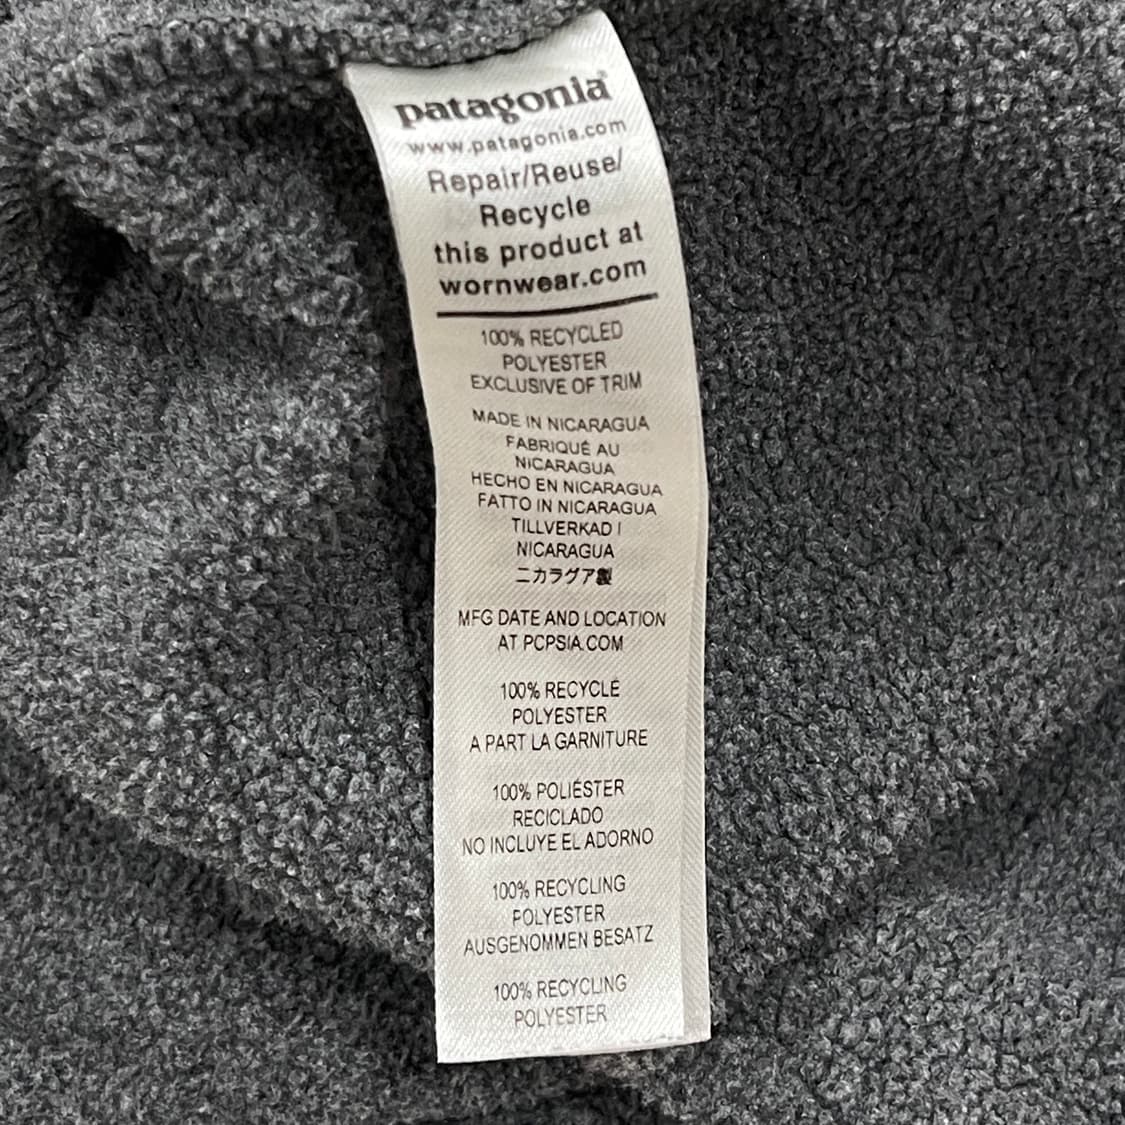 patagonia®
www.patagonia.com
Repair/Reuse/
Recycle
this product at
wornwear.com
100% RECYCLED
POLYESTER
EXCLUSIVE OF TRIM
MADE IN NICARAGUA
FABRIQUÉ AU
NICARAGUA
HECHO EN NICARAGUA
FATTO IN NICARAGUA
TILLVERKAD I
NICARAGUA
ニカラグア製
MFG DATE AND LOCATION
AT PCPSIA.COM
100% RECYCLÉ
POLYESTER
A PART LA GARNITURE
100% POLIÉSTER
RECICLADO
NO INCLUYE EL ADORNO
100% RECYCLING
POLYESTER
AUSGENOMMEN BESATZ
100% RECYCLING
POLYESTER